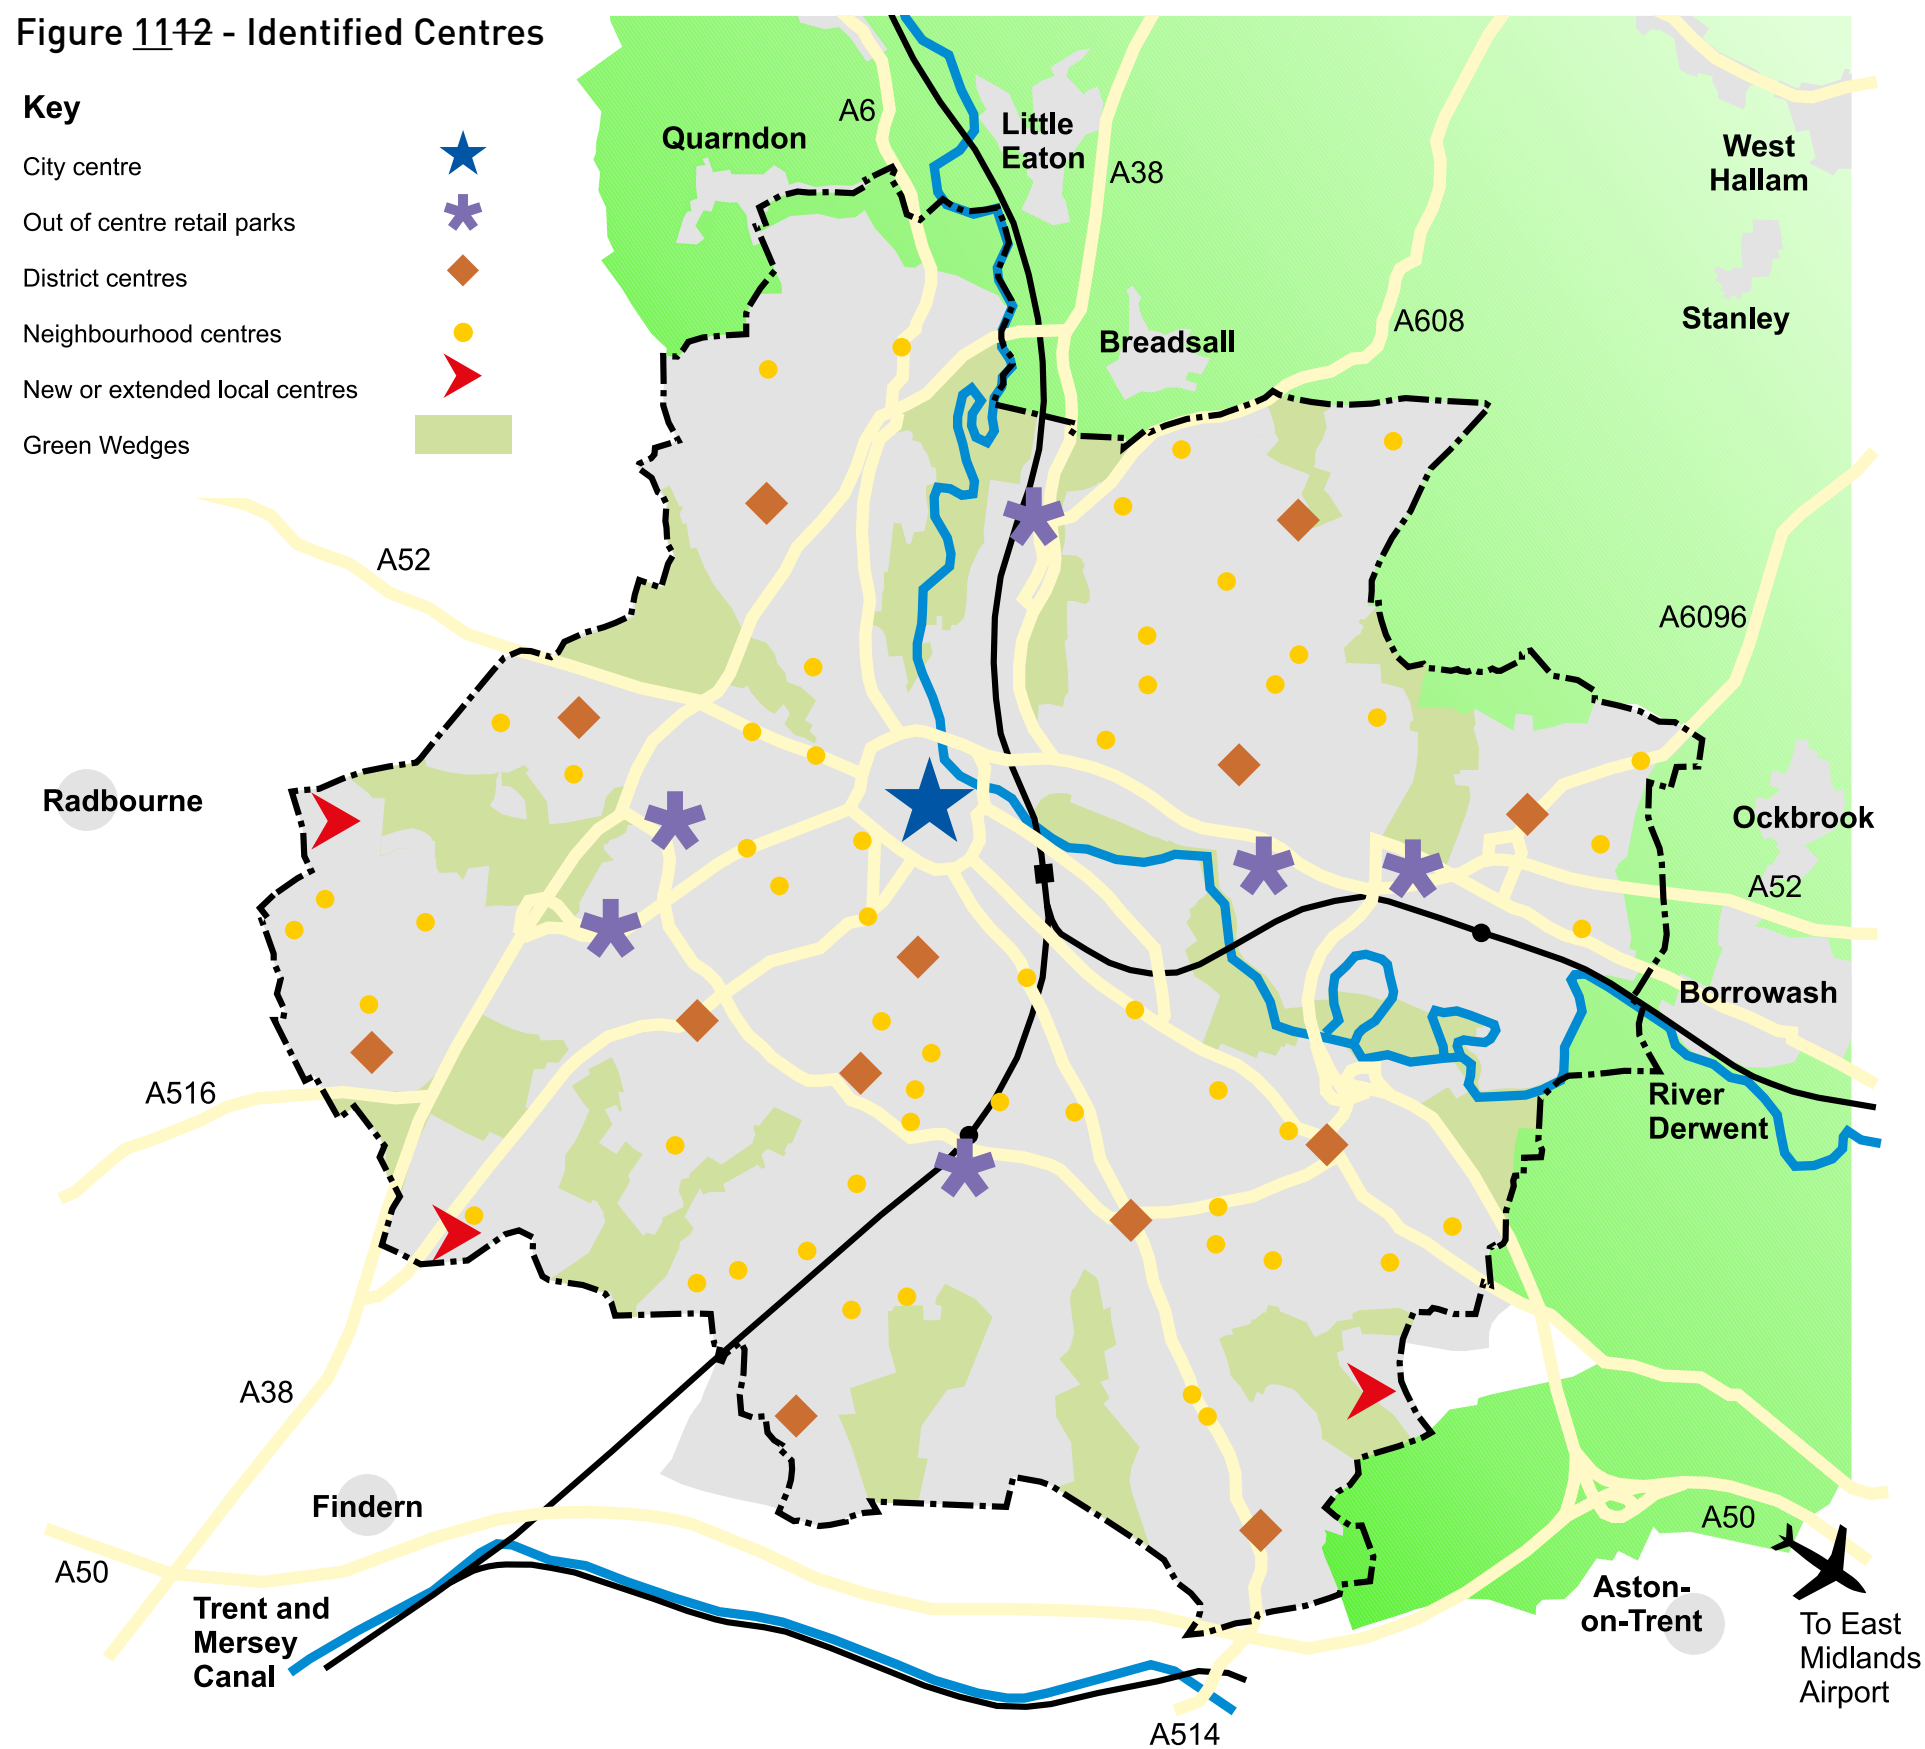 Figure 1112 - Identified Centres
Key
City centre
Out of centre retail parks
District centres
Neighbourhood centres
New or extended local centres
Green Wedges
A6
Quarndon
Little
Eaton
A38
West
Hallam
Stanley
A608
Breadsall
A52
A6096
Radbourne
Ockbrook
A52
Borrowash
A516
River
Derwent
A38
Findern
A50
A50
Trent and
Mersey
Canal
Aston-
on-Trent
To East
Midlands
Airport
A514